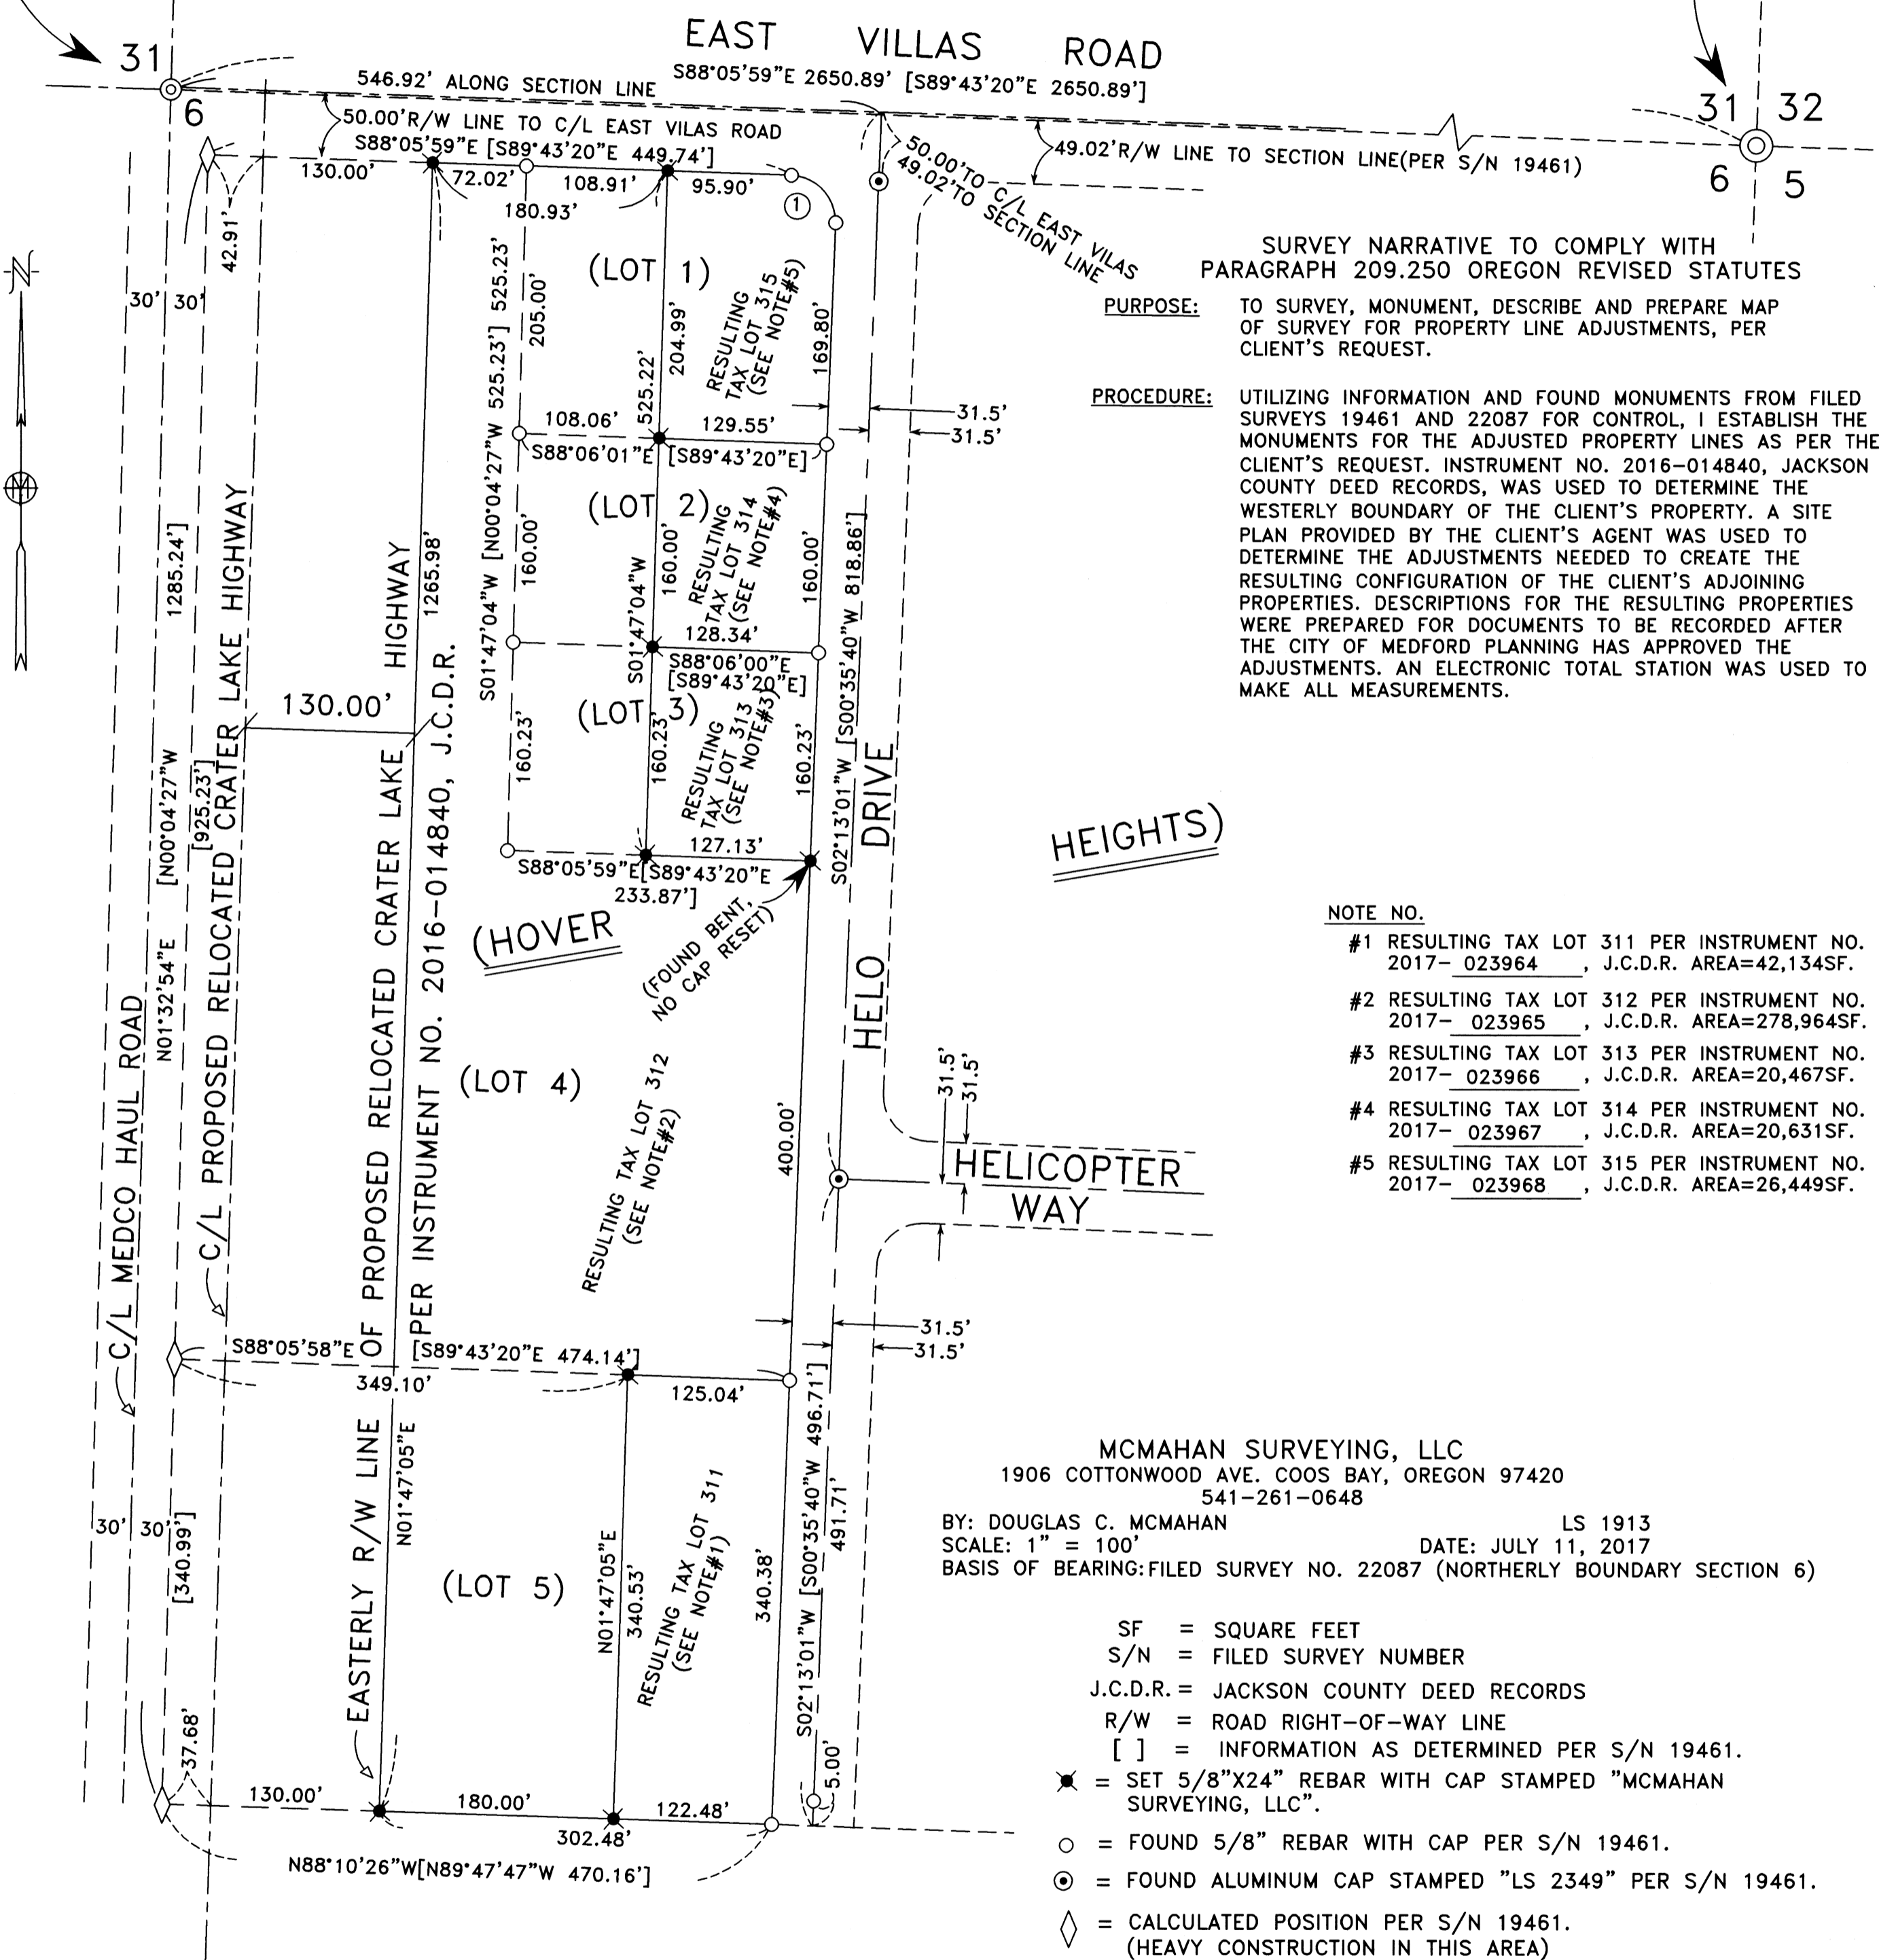 EAST VILLAS ROAD
S88°05'59"E 2650.89' [S89°43'20"E 2650.89']
31
6
546.92' ALONG SECTION LINE
50.00'R/W LINE TO C/L EAST VILAS ROAD
S88°05'59"E [S89°43'20"E 449.74']
130.00'
72.02'
108.91'
95.90'
180.93'
1
42.91'
50.00'TO C/L EAST VILAS
49.02'TO SECTION LINE
49.02'R/W LINE TO SECTION LINE(PER S/N 19461)
31 32
6 5
N
30' 30'
(LOT 1)
RESULTING
TAX LOT 315
(SEE NOTE#5)
S01°47'04"W [N00°04'27"W 525.23'] 525.23'
205.00'
525.22'
204.99'
169.80'
31.5'
31.5'
108.06'
129.55'
S88°06'01"E [S89°43'20"E]
(LOT 2)
RESULTING
TAX LOT 314
(SEE NOTE#4)
160.00'
S01°47'04"W
160.00'
160.00'
128.34'
S88°06'00"E
[S89°43'20"E]
(LOT 3)
RESULTING
TAX LOT 313
(SEE NOTE#3)
160.23'
160.23'
160.23'
127.13'
S88°05'59"E[S89°43'20"E
233.87']
(FOUND BENT,
NO CAP RESET)
S02°13'01"W [S00°35'40"W 818.86']
HELO DRIVE
(HOVER
HEIGHTS)
C/L MEDCO HAUL ROAD
N01°32'54"E [N00°04'27"W 1285.24']
[925.23']
C/L PROPOSED RELOCATED CRATER LAKE HIGHWAY
130.00'
EASTERLY R/W LINE OF PROPOSED RELOCATED CRATER LAKE HIGHWAY
PER INSTRUMENT NO. 2016-014840, J.C.D.R.
1265.98'
N01°47'05"E
(LOT 4)
RESULTING TAX LOT 312
(SEE NOTE#2)
400.00'
31.5'
31.5'
HELICOPTER
WAY
31.5'
31.5'
S88°05'58"E [S89°43'20"E 474.14']
349.10'
125.04'
30' 30'
[340.99']
(LOT 5)
N01°47'05"E
340.53'
RESULTING TAX LOT 311
(SEE NOTE#1)
340.38'
S02°13'01"W [S00°35'40"W 496.71']
491.71'
5.00'
37.68'
130.00'
180.00'
122.48'
302.48'
N88°10'26"W[N89°47'47"W 470.16']
SURVEY NARRATIVE TO COMPLY WITH
PARAGRAPH 209.250 OREGON REVISED STATUTES
PURPOSE: TO SURVEY, MONUMENT, DESCRIBE AND PREPARE MAP
OF SURVEY FOR PROPERTY LINE ADJUSTMENTS, PER
CLIENT'S REQUEST.
PROCEDURE: UTILIZING INFORMATION AND FOUND MONUMENTS FROM FILED
SURVEYS 19461 AND 22087 FOR CONTROL, I ESTABLISH THE
MONUMENTS FOR THE ADJUSTED PROPERTY LINES AS PER THE
CLIENT'S REQUEST. INSTRUMENT NO. 2016-014840, JACKSON
COUNTY DEED RECORDS, WAS USED TO DETERMINE THE
WESTERLY BOUNDARY OF THE CLIENT'S PROPERTY. A SITE
PLAN PROVIDED BY THE CLIENT'S AGENT WAS USED TO
DETERMINE THE ADJUSTMENTS NEEDED TO CREATE THE
RESULTING CONFIGURATION OF THE CLIENT'S ADJOINING
PROPERTIES. DESCRIPTIONS FOR THE RESULTING PROPERTIES
WERE PREPARED FOR DOCUMENTS TO BE RECORDED AFTER
THE CITY OF MEDFORD PLANNING HAS APPROVED THE
ADJUSTMENTS. AN ELECTRONIC TOTAL STATION WAS USED TO
MAKE ALL MEASUREMENTS.
NOTE NO.
#1 RESULTING TAX LOT 311 PER INSTRUMENT NO.
2017- 023964 , J.C.D.R. AREA=42,134SF.
#2 RESULTING TAX LOT 312 PER INSTRUMENT NO.
2017- 023965 , J.C.D.R. AREA=278,964SF.
#3 RESULTING TAX LOT 313 PER INSTRUMENT NO.
2017- 023966 , J.C.D.R. AREA=20,467SF.
#4 RESULTING TAX LOT 314 PER INSTRUMENT NO.
2017- 023967 , J.C.D.R. AREA=20,631SF.
#5 RESULTING TAX LOT 315 PER INSTRUMENT NO.
2017- 023968 , J.C.D.R. AREA=26,449SF.
MCMAHAN SURVEYING, LLC
1906 COTTONWOOD AVE. COOS BAY, OREGON 97420
541-261-0648
BY: DOUGLAS C. MCMAHAN LS 1913
SCALE: 1" = 100' DATE: JULY 11, 2017
BASIS OF BEARING:FILED SURVEY NO. 22087 (NORTHERLY BOUNDARY SECTION 6)
SF = SQUARE FEET
S/N = FILED SURVEY NUMBER
J.C.D.R. = JACKSON COUNTY DEED RECORDS
R/W = ROAD RIGHT-OF-WAY LINE
[ ] = INFORMATION AS DETERMINED PER S/N 19461.
= SET 5/8"X24" REBAR WITH CAP STAMPED "MCMAHAN
SURVEYING, LLC".
= FOUND 5/8" REBAR WITH CAP PER S/N 19461.
= FOUND ALUMINUM CAP STAMPED "LS 2349" PER S/N 19461.
= CALCULATED POSITION PER S/N 19461.
(HEAVY CONSTRUCTION IN THIS AREA)